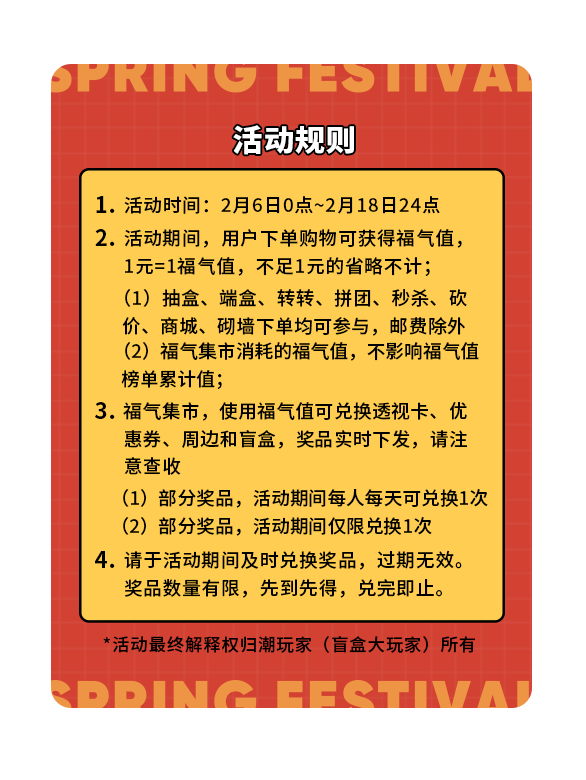 SPRING FESTIVAL
活动规则
1. 活动时间：2月6日0点~2月18日24点
2. 活动期间，用户下单购物可获得福气值，
1元=1福气值，不足1元的省略不计；
（1）抽盒、端盒、转转、拼团、秒杀、砍
价、商城、砌墙下单均可参与，邮费除外
（2）福气集市消耗的福气值，不影响福气值
榜单累计值；
3. 福气集市，使用福气值可兑换透视卡、优
惠券、周边和盲盒，奖品实时下发，请注
意查收
（1）部分奖品，活动期间每人每天可兑换1次
（2）部分奖品，活动期间仅限兑换1次
4. 请于活动期间及时兑换奖品，过期无效。
奖品数量有限，先到先得，兑完即止。
*活动最终解释权归潮玩家（盲盒大玩家）所有
SPRING FESTIVAL